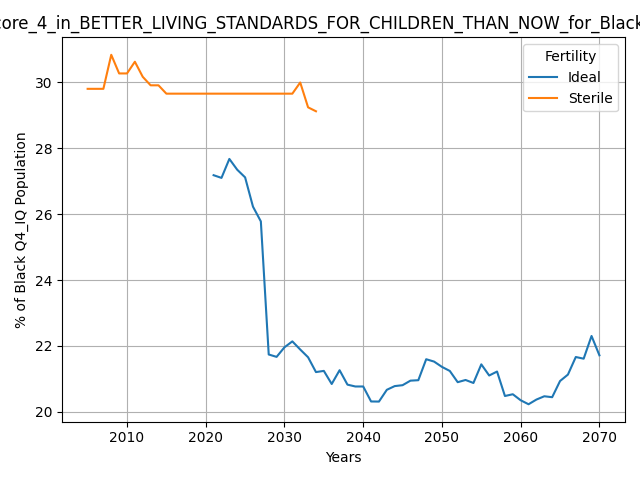 core_4_in_BETTER_LIVING_STANDARDS_FOR_CHILDREN_THAN_NOW_for_Black
Fertility
Ideal
Sterile
% of Black Q4_IQ Population
30
28
26
24
22
20
2010 2020 2030 2040 2050 2060 2070
Years